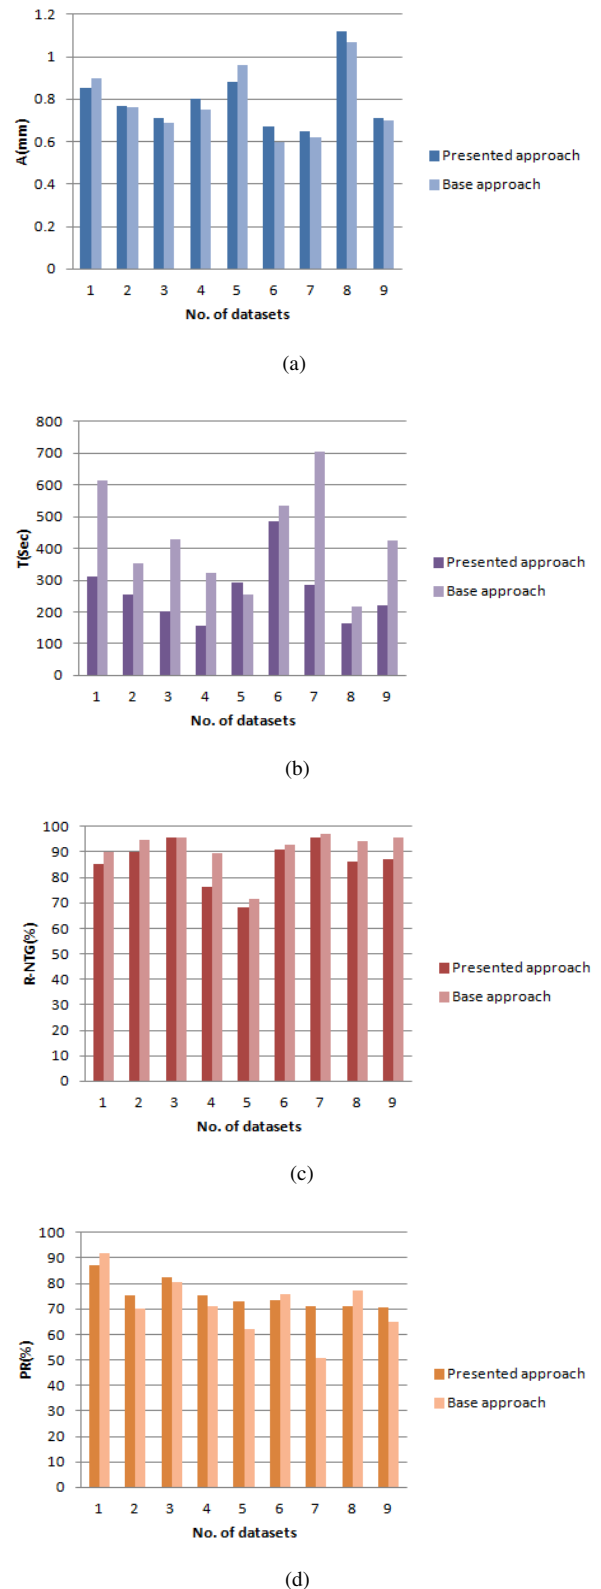 1.2
1
0.8
0.6
0.4
0.2
0
A(mm)
1 2 3 4 5 6 7 8 9
No. of datasets
Presented approach
Base approach
(a)
800
700
600
500
400
300
200
100
0
T(Sec)
1 2 3 4 5 6 7 8 9
No. of datasets
Presented approach
Base approach
(b)
100
90
80
70
60
50
40
30
20
10
0
R-NTG(%)
1 2 3 4 5 6 7 8 9
No. of datasets
Presented approach
Base approach
(c)
100
90
80
70
60
50
40
30
20
10
0
PR(%)
1 2 3 4 5 6 7 8 9
No. of datasets
Presented approach
Base approach
(d)